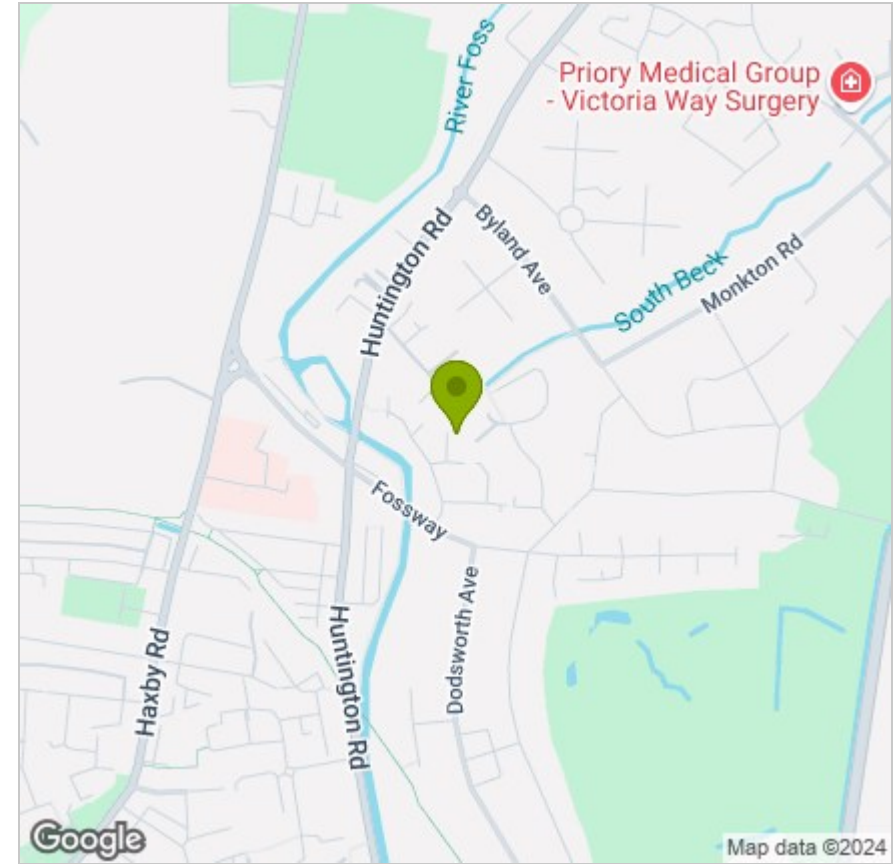 River Foss
Priory Medical Group
- Victoria Way Surgery
Huntington Rd
Byland Ave
South Beck
Monkton Rd
Fossway
Dodsworth Ave
Huntington Rd
Haxby Rd
Google
Map data ©2024